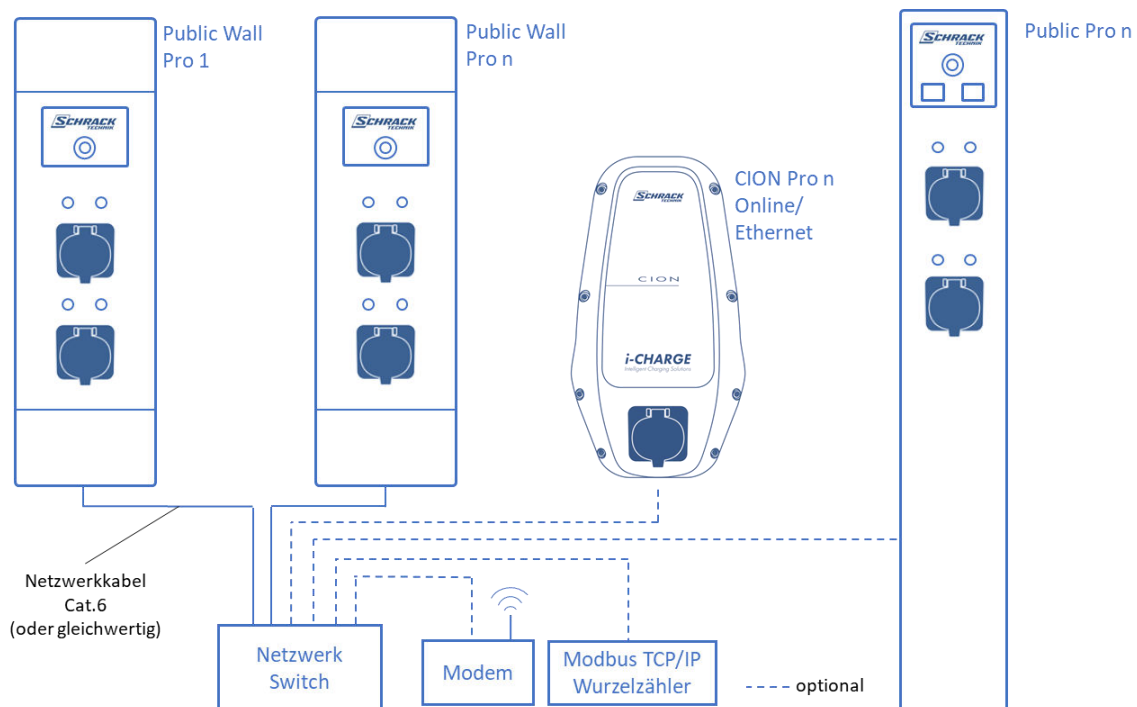 Public Wall
Pro 1
Public Wall
Pro n
Public Pro n
SCHRACK
TECHNIK
SCHRACK
TECHNIK
SCHRACK
TECHNIK
SCHRACK
TECHNIK
CION Pro n
Online/
Ethernet
CION
i-CHARGE
Intelligent Charging Solutions
Netzwerkkabel
Cat.6
(oder gleichwertig)
Netzwerk
Switch
Modem
Modbus TCP/IP
Wurzelzähler
optional